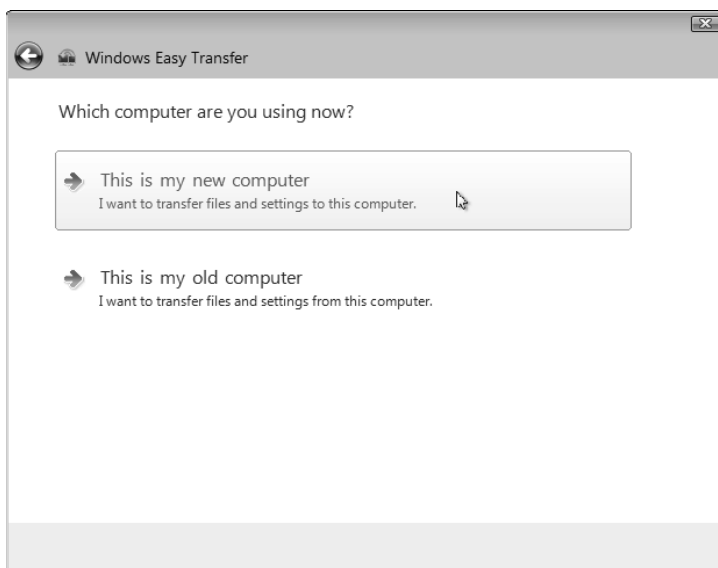 Windows Easy Transfer
Which computer are you using now?
This is my new computer
I want to transfer files and settings to this computer.
This is my old computer
I want to transfer files and settings from this computer.